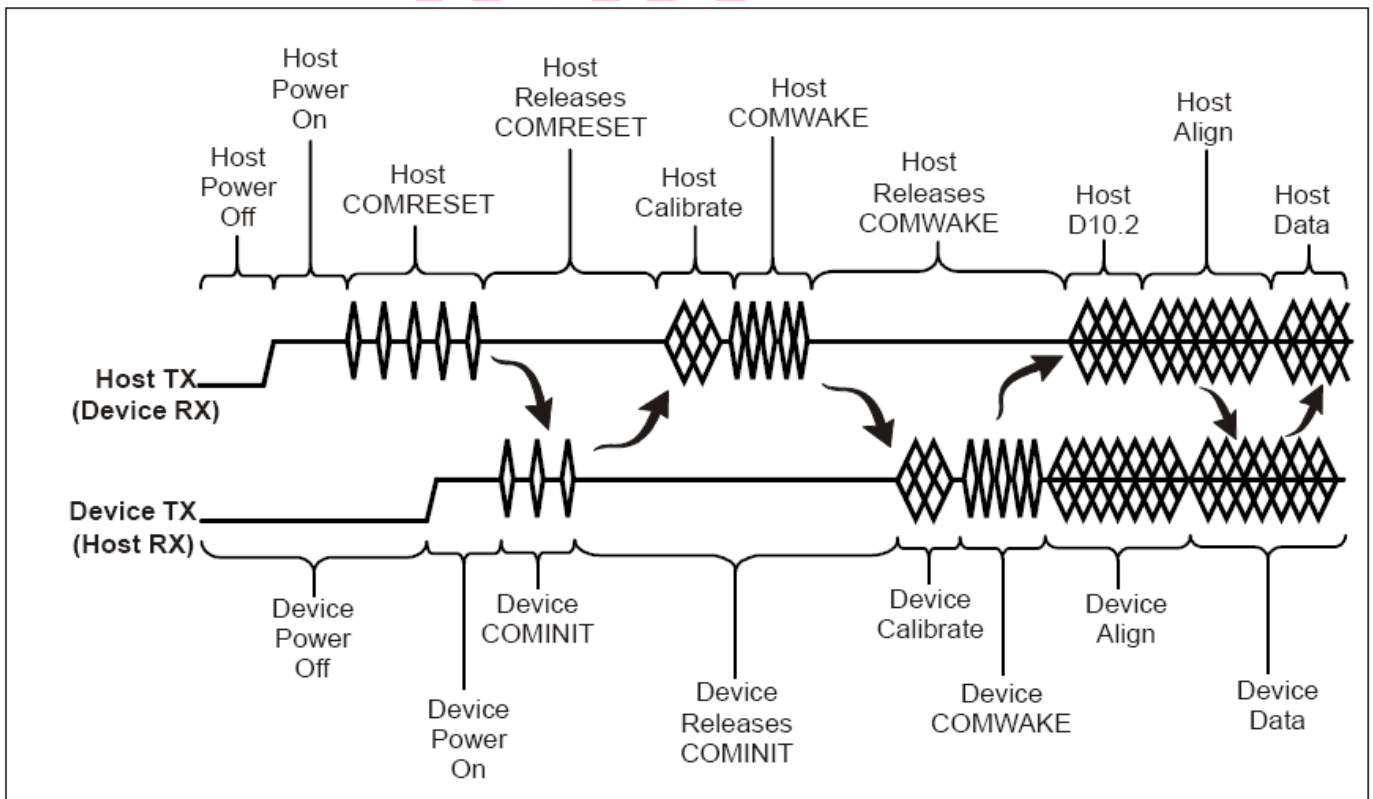 Host
Power
Off
Host
Power
On
Host
COMRESET
Host
Releases
COMRESET
Host
Calibrate
Host
COMWAKE
Host
Releases
COMWAKE
Host
D10.2
Host
Align
Host
Data
Host TX
(Device RX)
Device TX
(Host RX)
Device
Power
Off
Device
Power
On
Device
COMINIT
Device
Releases
COMINIT
Device
Calibrate
Device
COMWAKE
Device
Align
Device
Data